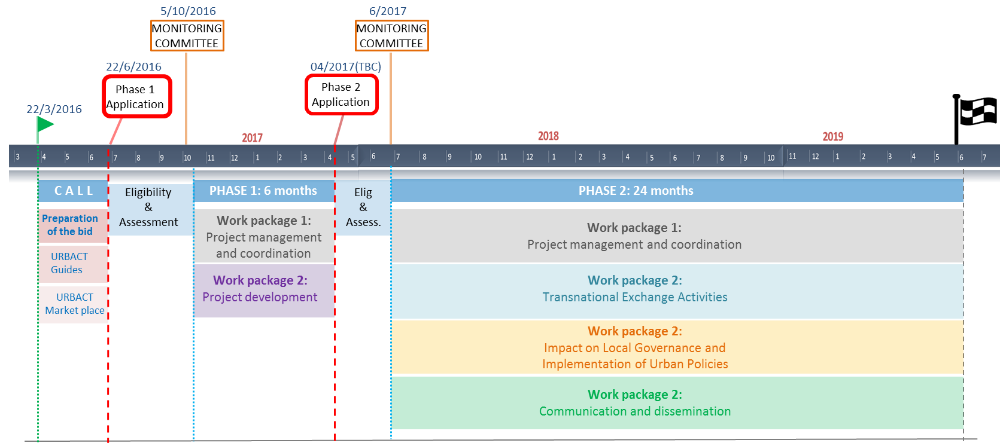 5/10/2016
6/2017
MONITORING
COMMITTEE
MONITORING
COMMITTEE
22/6/2016
04/2017(TBC)
Phase 1
Application
Phase 2
Application
22/3/2016
2017
2018
2019
3 4 5 6 7 8 9 10 11 12 1 2 3 4 5 6 7 8 9 10 11 12 1 2 3 4 5 6 7 8 9 10 11 12 1 2 3 4 5 6 7
C A L L
Eligibility
&
Assessment
PHASE 1: 6 months
Elig
&
Assess.
PHASE 2: 24 months
Preparation
of the bid
URBACT
Guides
URBACT
Market place
Work package 1:
Project management
and coordination
Work package 2:
Project development
Work package 1:
Project management and coordination
Work package 2:
Transnational Exchange Activities
Work package 2:
Impact on Local Governance and
Implementation of Urban Policies
Work package 2:
Communication and dissemination